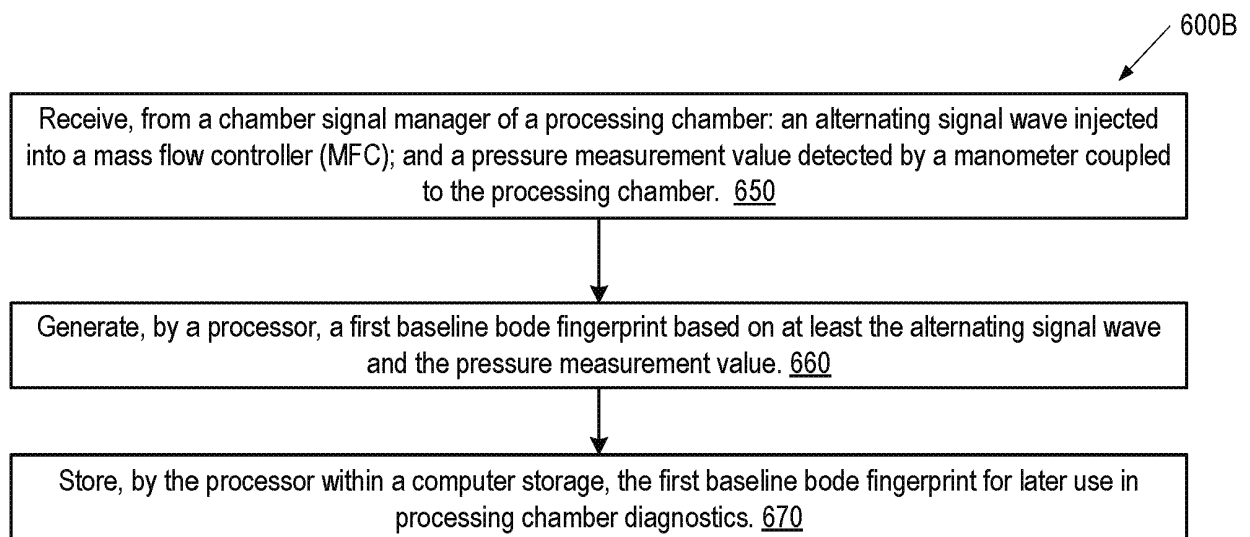 600B
Receive, from a chamber signal manager of a processing chamber: an alternating signal wave injected
into a mass flow controller (MFC); and a pressure measurement value detected by a manometer coupled
to the processing chamber. 650
Generate, by a processor, a first baseline bode fingerprint based on at least the alternating signal wave
and the pressure measurement value. 660
Store, by the processor within a computer storage, the first baseline bode fingerprint for later use in
processing chamber diagnostics. 670